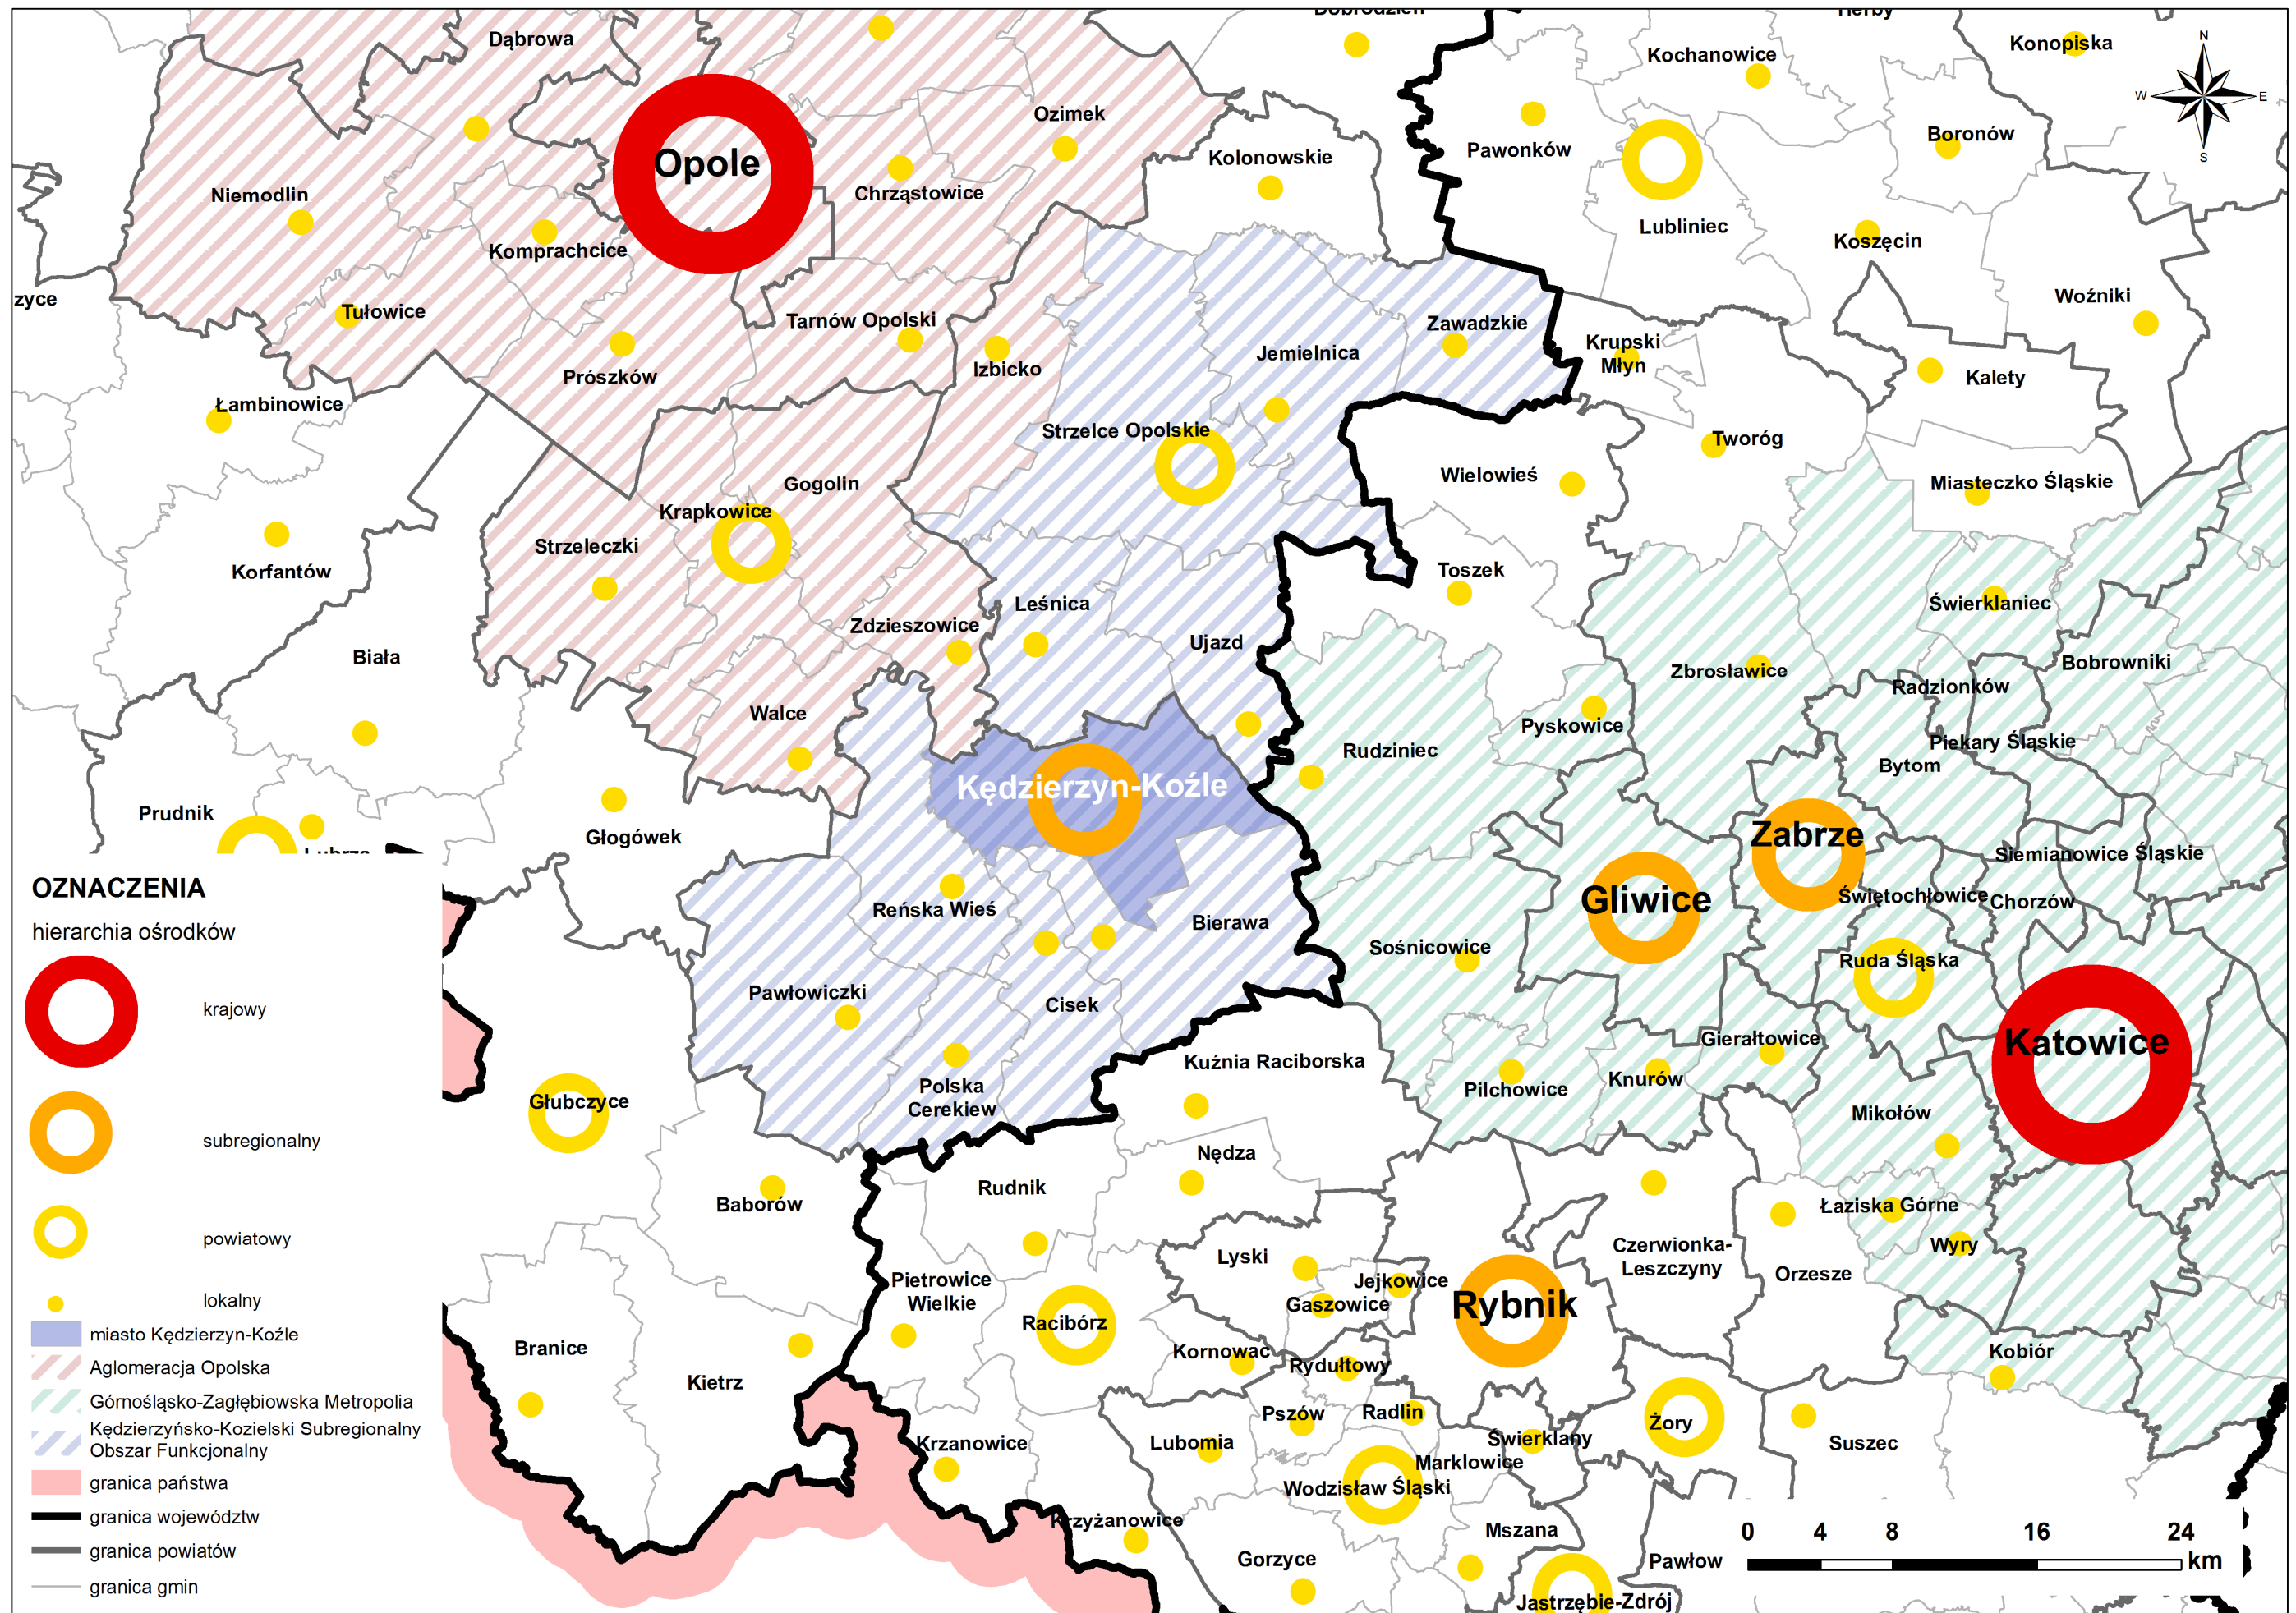 Dobrodzień
Herby
Dąbrowa
Kochanowice
Konopiska
N
W
E
S
Ozimek
Boronów
Pawonków
Opole
Kolonowskie
Niemodlin
Chrząstowice
Lubliniec
Komprachcice
Koszęcin
zyce
Woźniki
Tułowice
Tarnów Opolski
Zawadzkie
Krupski
Młyn
Jemielnica
Izbicko
Prószków
Kalety
Łambinowice
Strzelce Opolskie
Tworóg
Wielowieś
Gogolin
Miasteczko Śląskie
Krapkowice
Strzeleczki
Korfantów
Toszek
Leśnica
Świerklaniec
Zdzieszowice
Ujazd
Biała
Bobrowniki
Zbrosławice
Radzionków
Walce
Pyskowice
Rudziniec
Piekary Śląskie
Bytom
Kędzierzyn-Koźle
Prudnik
Głogówek
Zabrze
Lubrza
Siemianowice Śląskie
Gliwice
Świętochłowice
Chorzów
Reńska Wieś
Bierawa
Sośnicowice
Ruda Śląska
Pawłowiczki
Cisek
Gierałtowice
Katowice
Kuźnia Raciborska
Pilchowice
Knurów
Polska
Cerekiew
Głubczyce
Mikołów
Nędza
Rudnik
Baborów
Łaziska Górne
Wyry
Lyski
Czerwionka-
Leszczyny
Orzesze
Pietrowice
Wielkie
Jejkowice
Gaszowice
Rybnik
Racibórz
Branice
Kornowac
Rydułtowy
Kobiór
Kietrz
Pszów
Radlin
Żory
Krzanowice
Lubomia
Świerklany
Marklowice
Suszec
Wodzisław Śląski
Krzyżanowice
Mszana
Gorzyce
Pawłow
Jastrzębie-Zdrój
OZNACZENIA
hierarchia ośrodków
krajowy
subregionalny
powiatowy
lokalny
miasto Kędzierzyn-Koźle
Aglomeracja Opolska
Górnośląsko-Zagłębiowska Metropolia
Kędzierzyńsko-Kozielski Subregionalny
Obszar Funkcjonalny
granica państwa
granica województw
granica powiatów
granica gmin
0 4 8 16 24
km